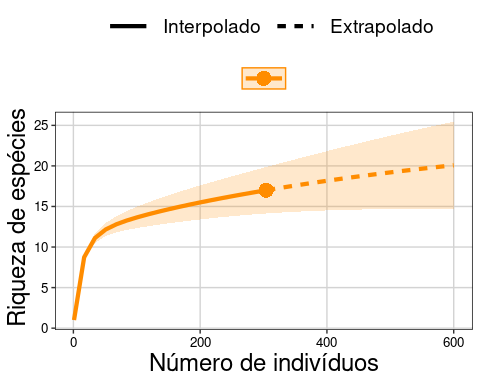 Interpolado Extrapolado
Riqueza de espécies
25
20
15
10
5
0
0 200 400 600
Número de indivíduos